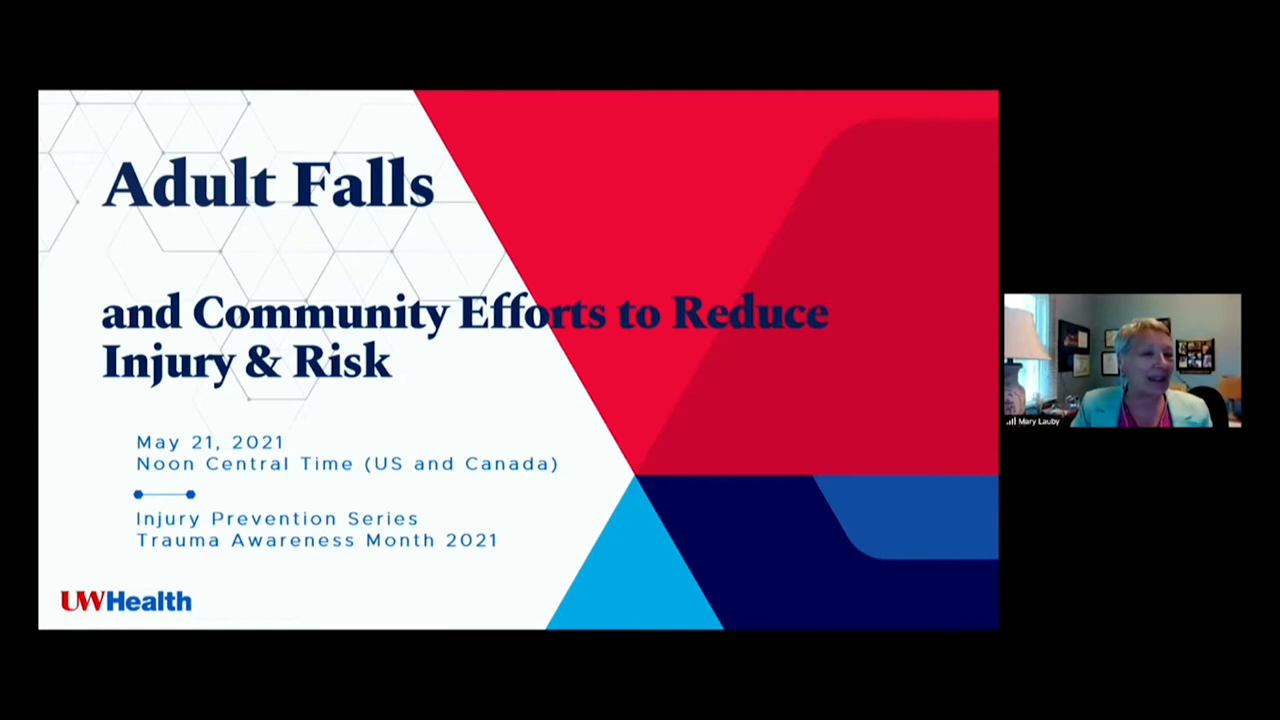 Adult Falls
and Community Efforts to Reduce
Injury & Risk
May 21, 2021
Noon Central Time (US and Canada)
Injury Prevention Series
Trauma Awareness Month 2021
UWHealth
Mary Lauby